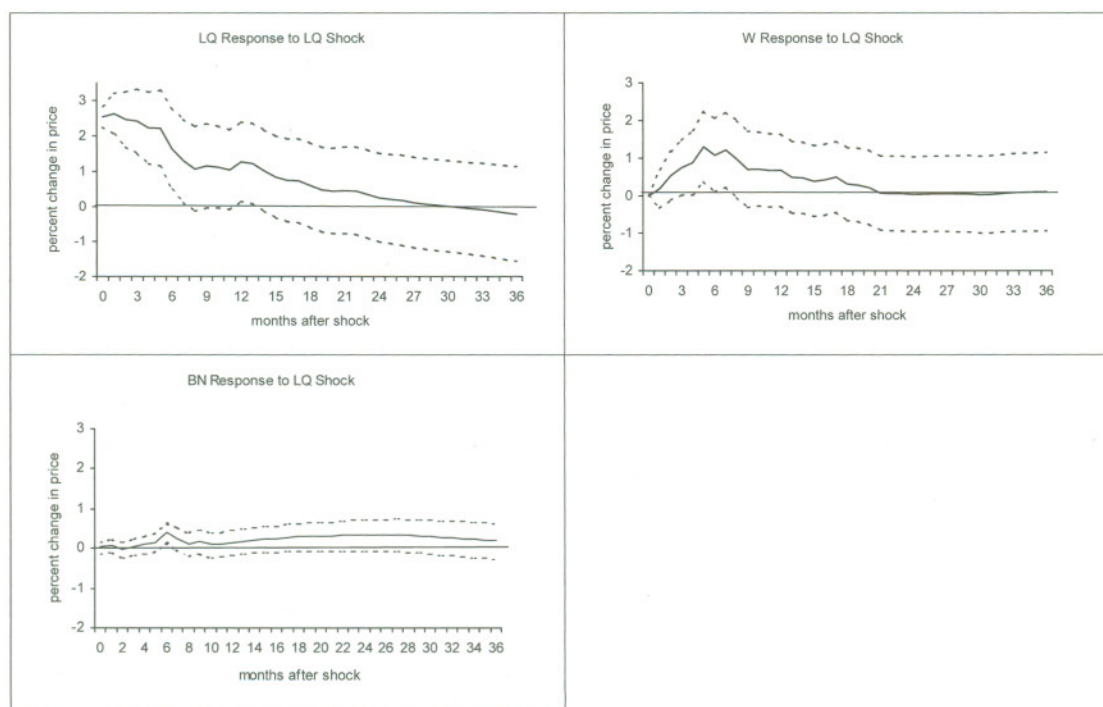 LQ Response to LQ Shock
percent change in price
3
2
1
0
-1
-2
0 3 6 9 12 15 18 21 24 27 30 33 36
months after shock
W Response to LQ Shock
percent change in price
3
2
1
0
-1
-2
0 3 6 9 12 15 18 21 24 27 30 33 36
months after shock
BN Response to LQ Shock
percent change in price
3
2
1
0
-1
-2
0 2 4 6 8 10 12 14 16 18 20 22 24 26 28 30 32 34 36
months after shock